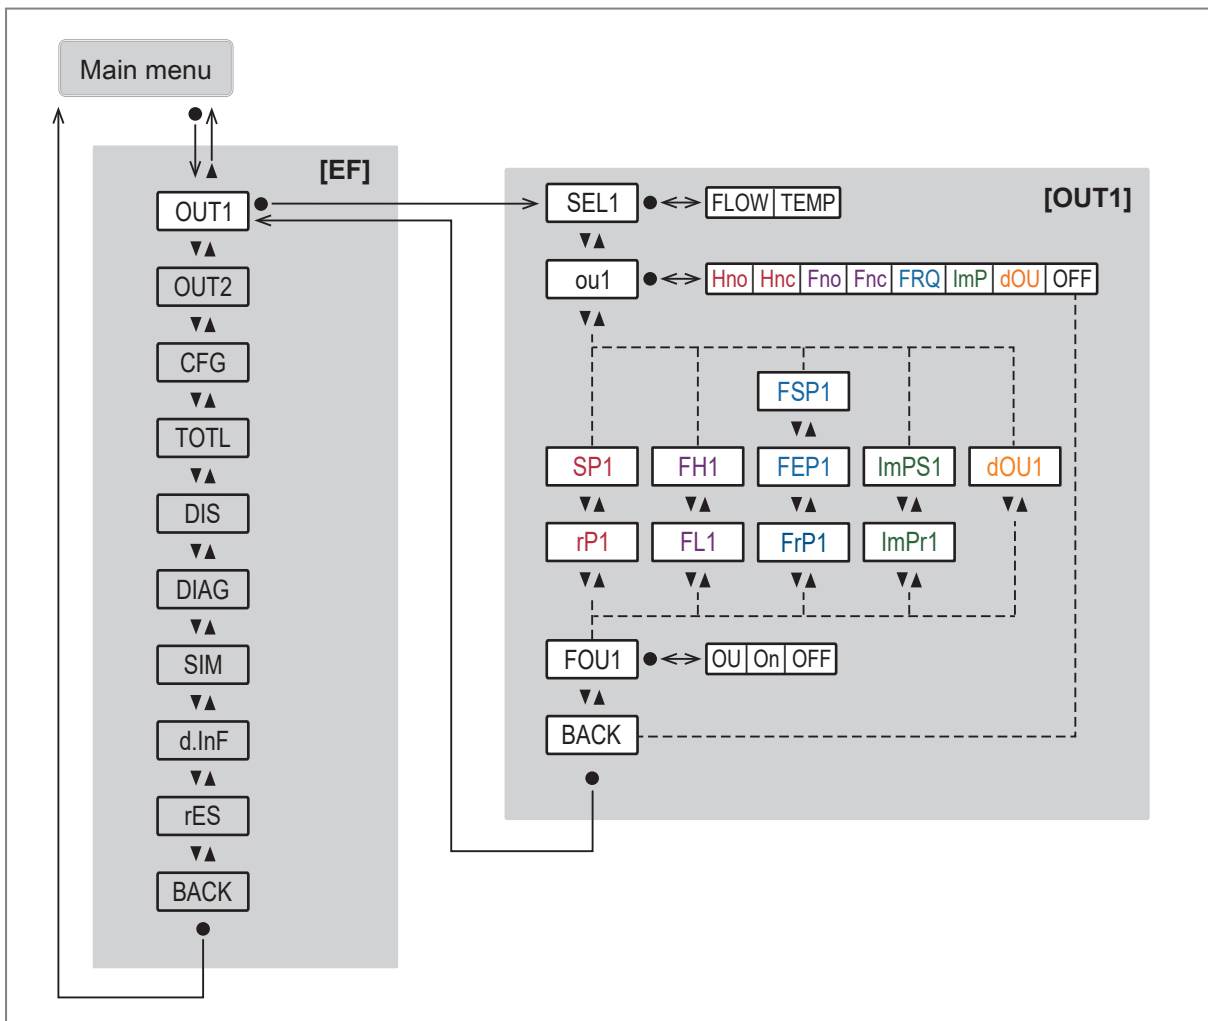 Main menu
[EF]
OUT1
OUT2
CFG
TOTL
DIS
DIAG
SIM
d.InF
rES
BACK
[OUT1]
SEL1
FLOW TEMP
ou1
Hno Hnc Fno Fnc FRQ ImP dOU OFF
FSP1
SP1 FH1 FEP1 ImPS1 dOU1
rP1 FL1 FrP1 ImPr1
FOU1
OU On OFF
BACK